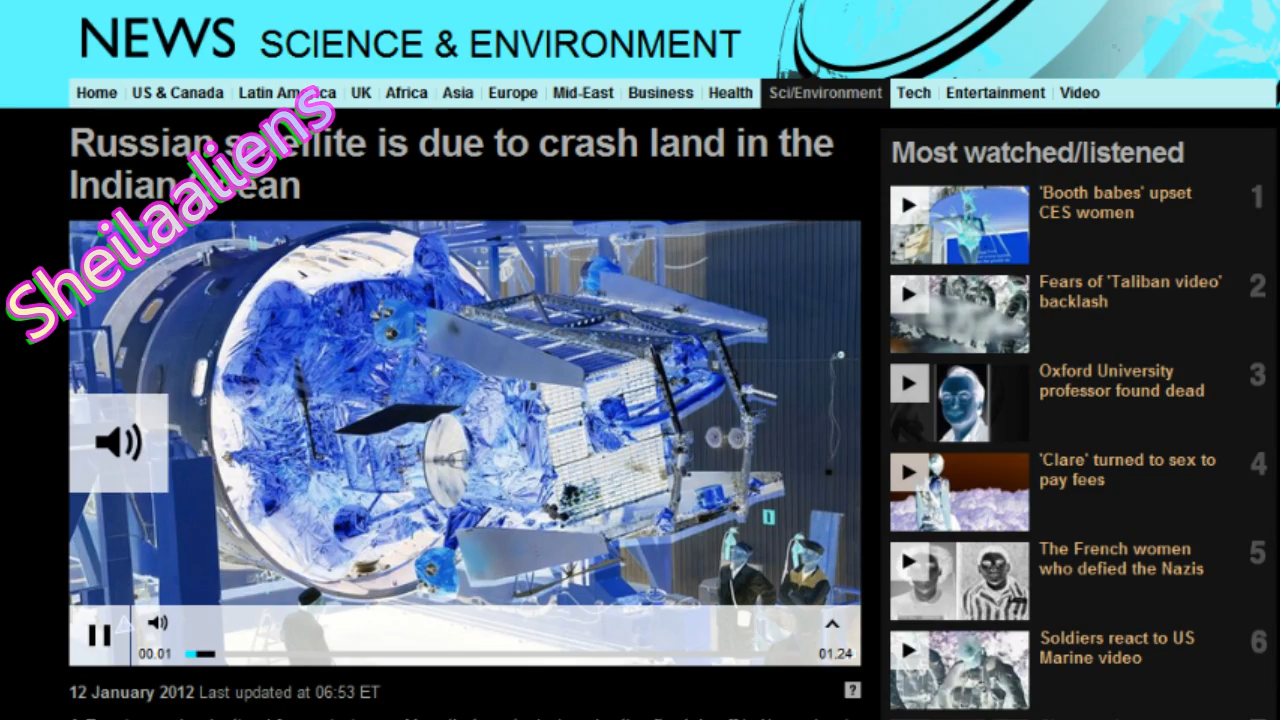 NEWS SCIENCE & ENVIRONMENT
Home US & Canada Latin America UK Africa Asia Europe Mid-East Business Health Sci/Environment Tech Entertainment Video
Russian satellite is due to crash land in the
Indian Ocean
Sheilaaliens
00.01
01.24
12 January 2012 Last updated at 06:53 ET
?
Most watched/listened
'Booth babes' upset
CES women
1
Fears of 'Taliban video'
backlash
2
Oxford University
professor found dead
3
'Clare' turned to sex to
pay fees
4
The French women
who defied the Nazis
5
Soldiers react to US
Marine video
6